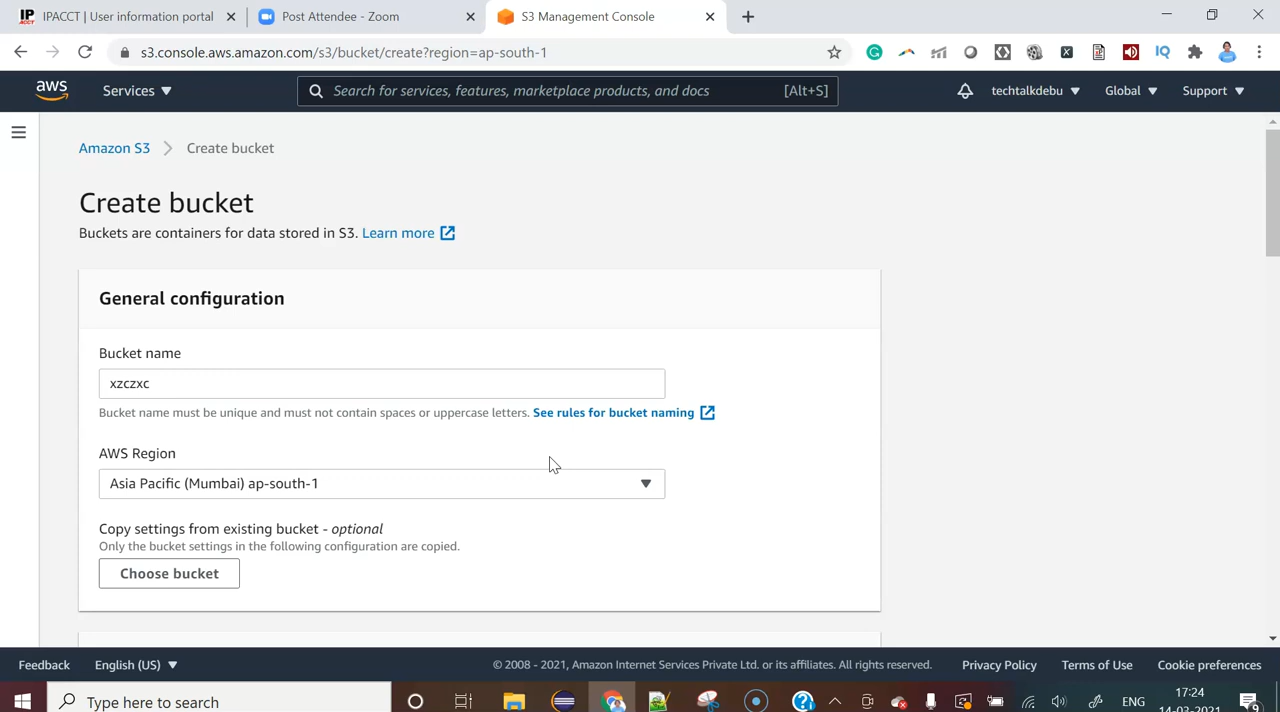 IPACCT | User information portal
Post Attendee - Zoom
S3 Management Console
s3.console.aws.amazon.com/s3/bucket/create?region=ap-south-1
aws
Services
Search for services, features, marketplace products, and docs
[Alt+S]
techtalkdebu
Global
Support
Amazon S3
Create bucket
Create bucket
Buckets are containers for data stored in S3. Learn more
General configuration
Bucket name
xzczxc
Bucket name must be unique and must not contain spaces or uppercase letters. See rules for bucket naming
AWS Region
Asia Pacific (Mumbai) ap-south-1
Copy settings from existing bucket - optional
Only the bucket settings in the following configuration are copied.
Choose bucket
Feedback
English (US)
© 2008 - 2021, Amazon Internet Services Private Ltd. or its affiliates. All rights reserved.
Privacy Policy
Terms of Use
Cookie preferences
Type here to search
ENG
17:24
14-03-2021